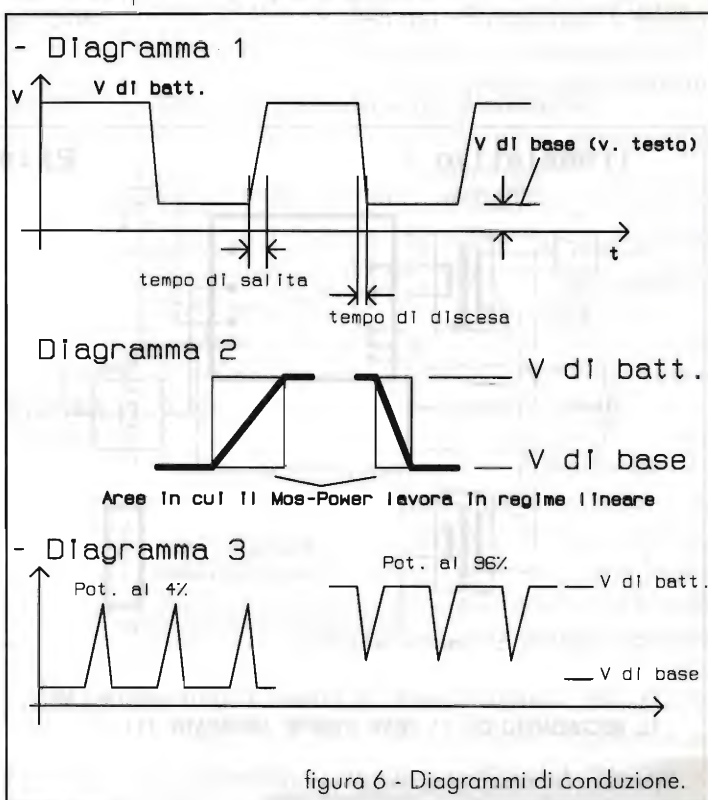 - Diagramma 1
V
V di batt.
V di base (v. testo)
t
tempo di salita
tempo di discesa
Diagramma 2
V di batt.
V di base
Aree in cui il Mos-Power lavora in regime lineare
- Diagramma 3
Pot. al 4%
Pot. al 96%
V di batt.
V di base
figura 6 - Diagrammi di conduzione.